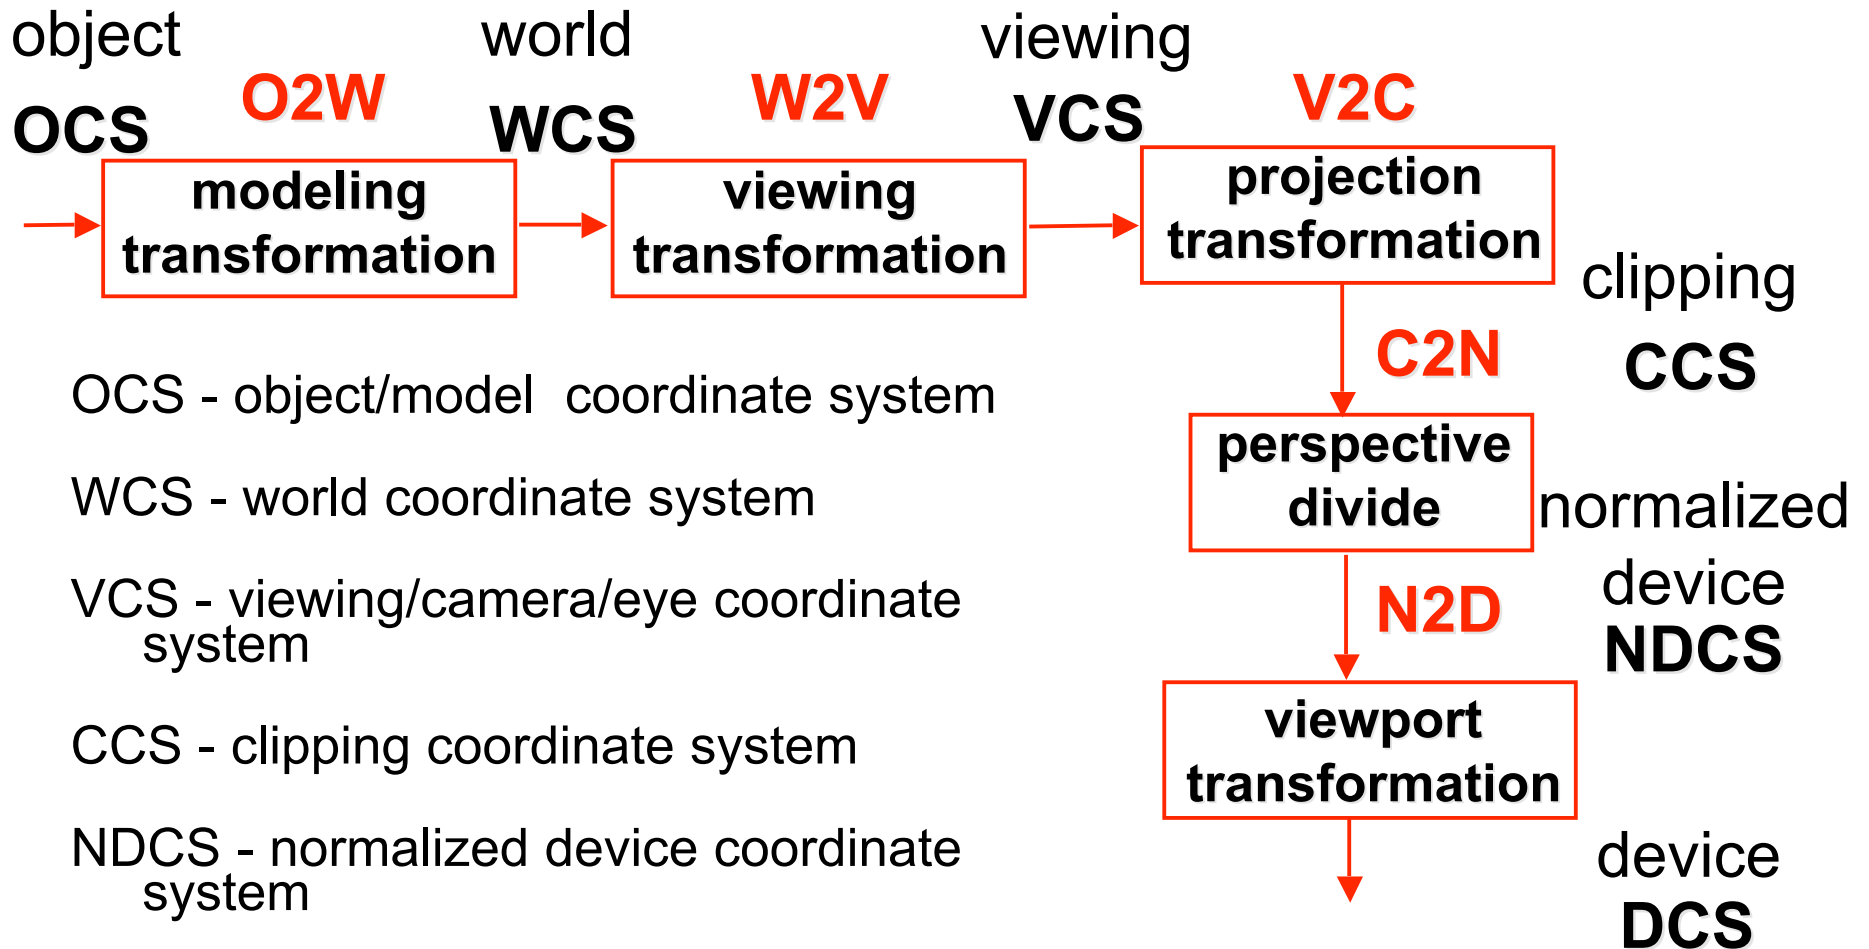 object
world
viewing
O2W
W2V
V2C
OCS
WCS
VCS
modeling
transformation
viewing
transformation
projection
transformation
clipping
CCS
C2N
OCS - object/model coordinate system
perspective
divide
WCS - world coordinate system
normalized
device
NDCS
VCS - viewing/camera/eye coordinate
system
N2D
viewport
transformation
CCS - clipping coordinate system
NDCS - normalized device coordinate
system
device
DCS